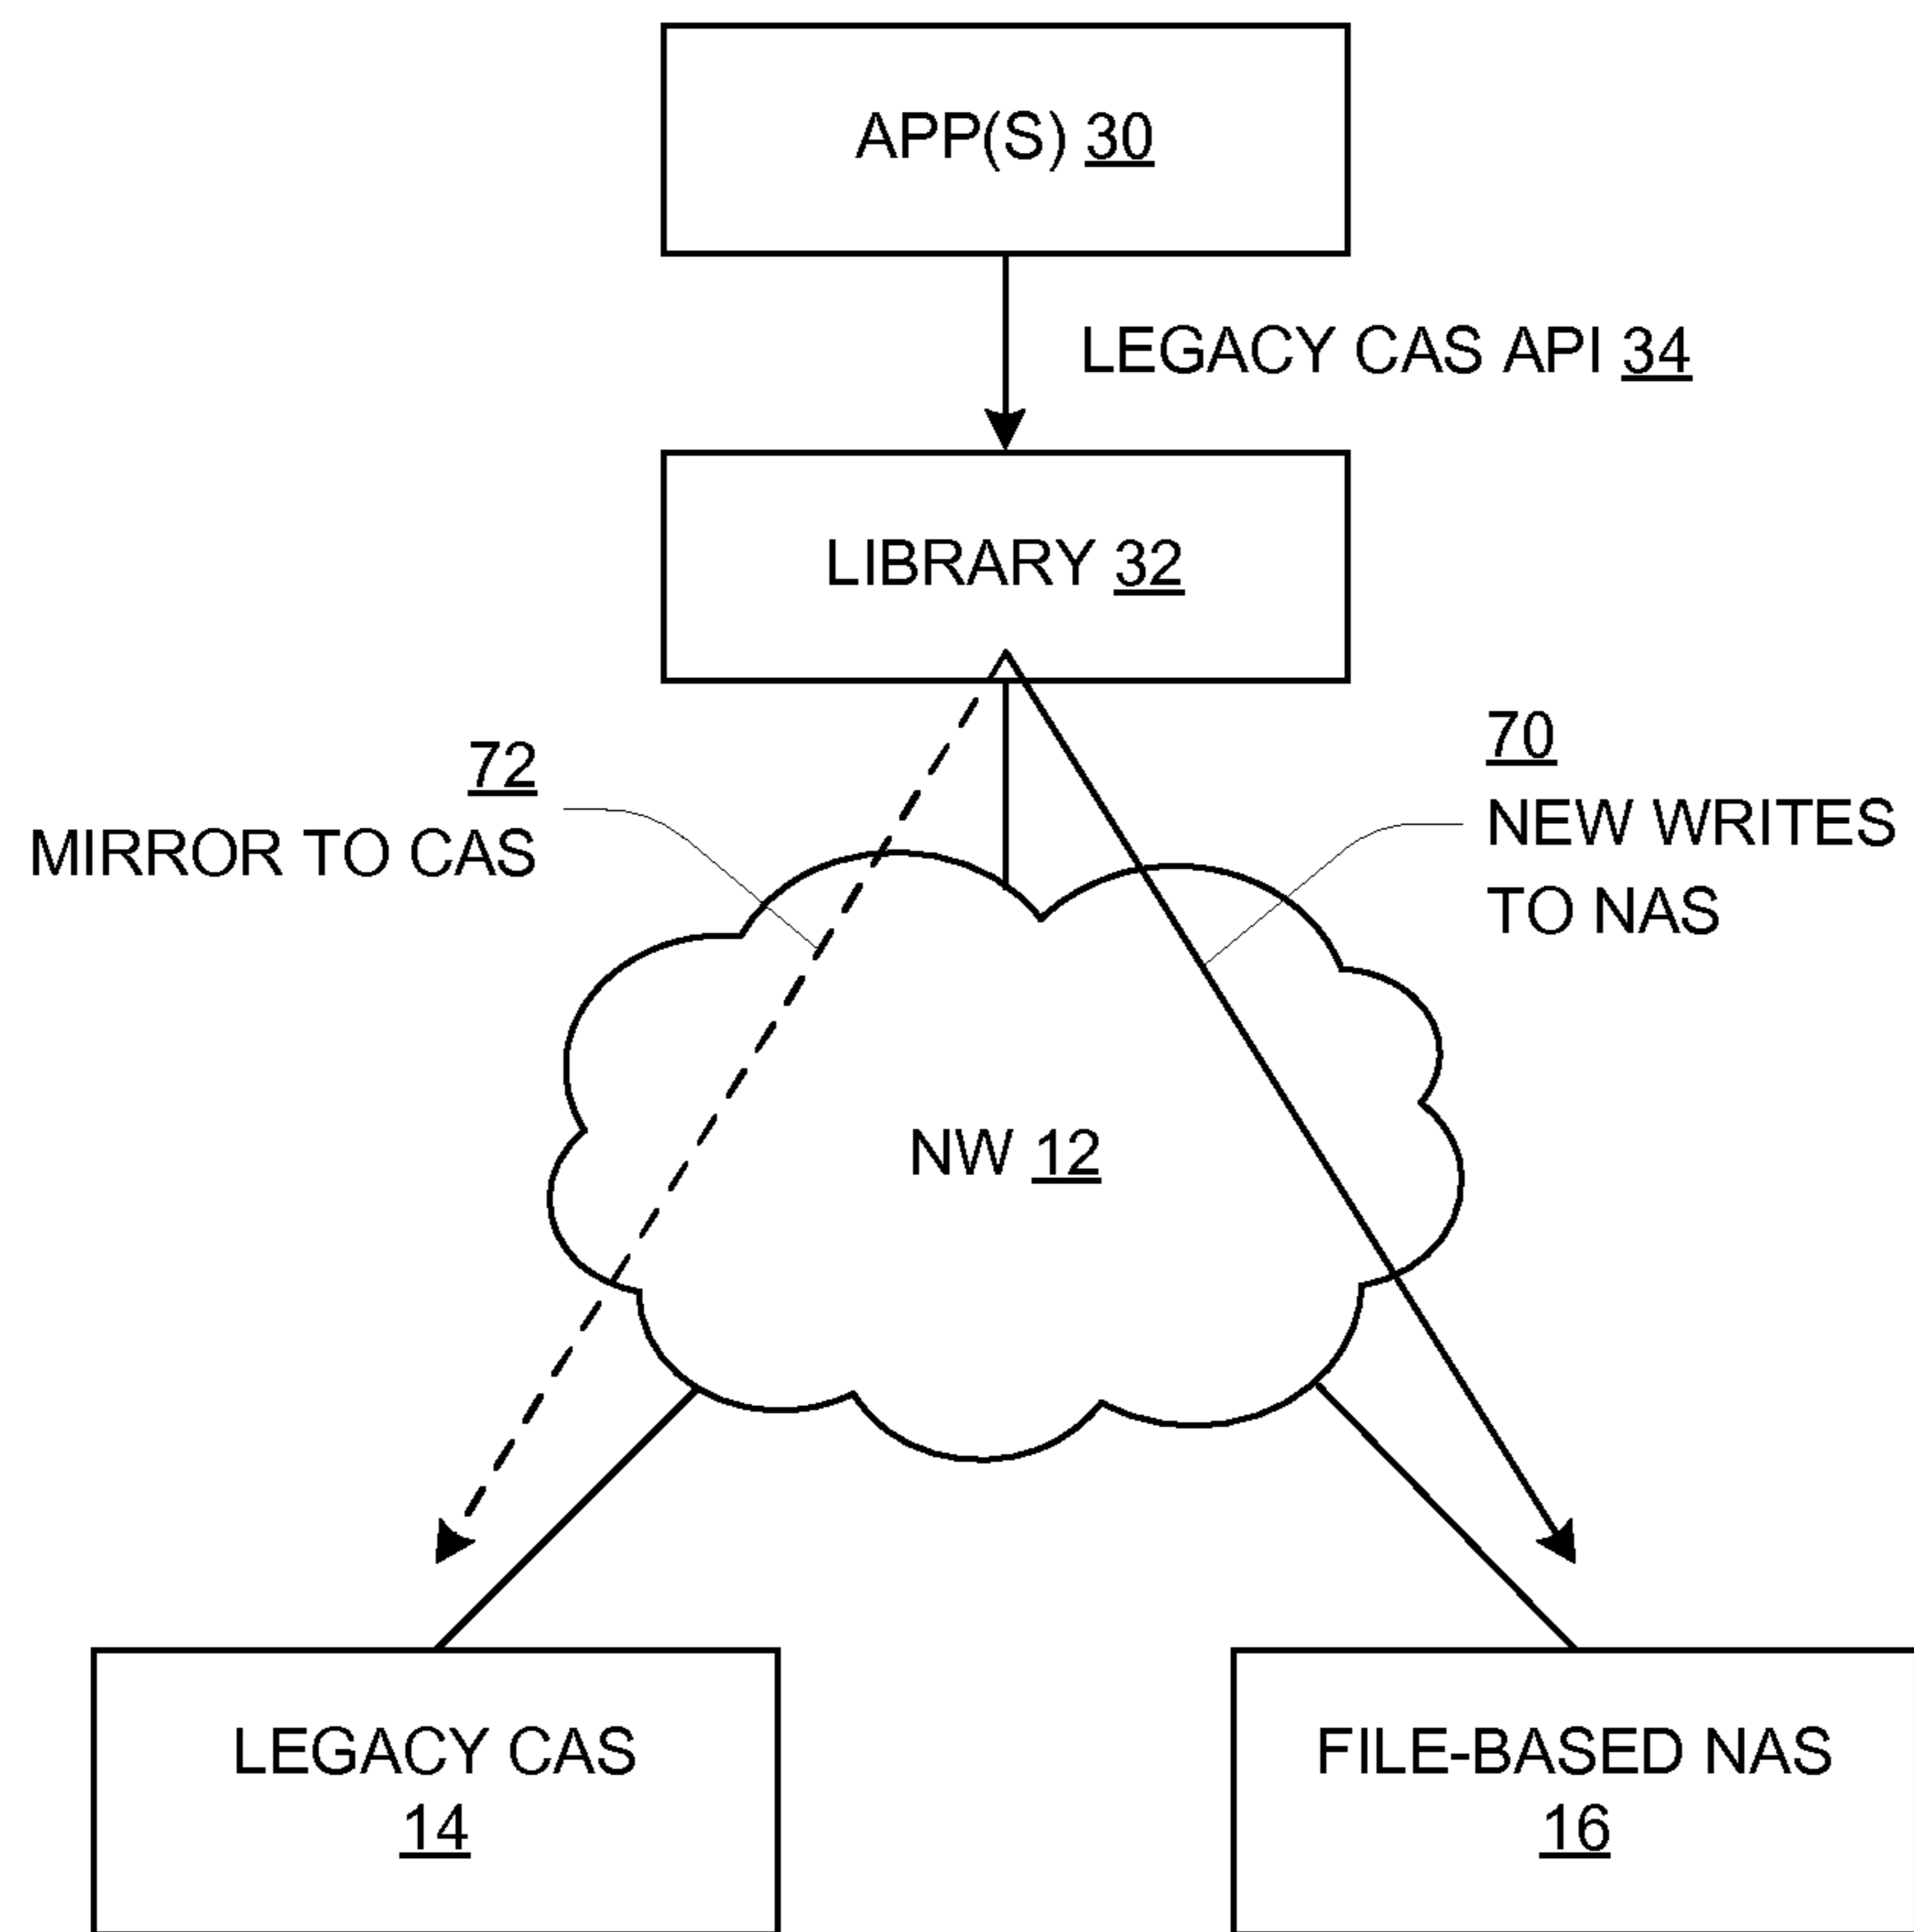 APP(S) 30
LEGACY CAS API 34
LIBRARY 32
72
MIRROR TO CAS
70
NEW WRITES
TO NAS
NW 12
LEGACY CAS
14
FILE-BASED NAS
16